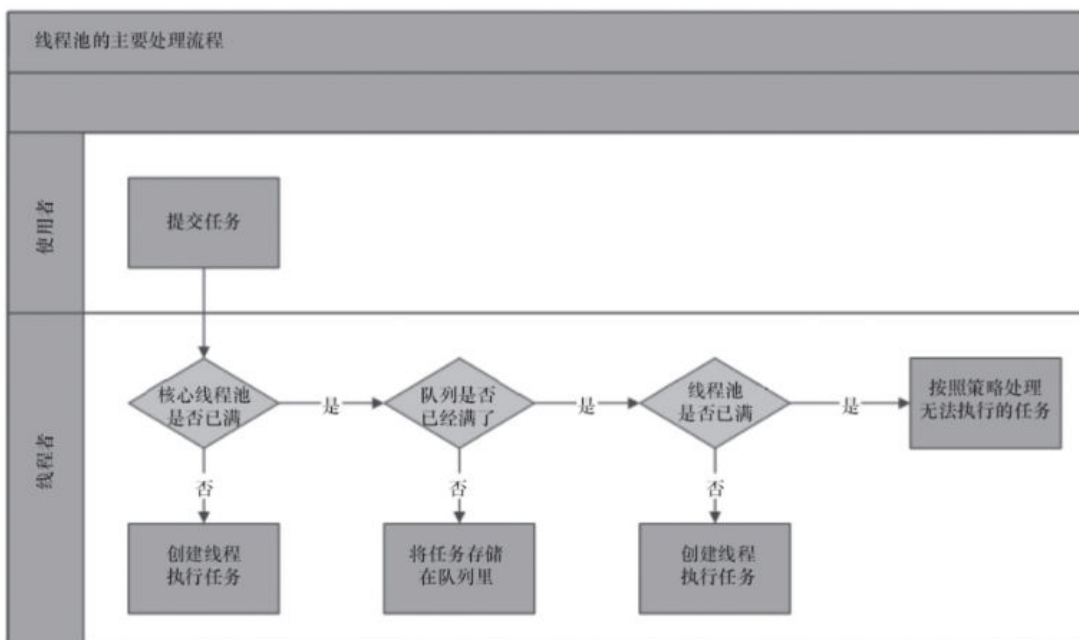 线程池的主要处理流程
使用者
提交任务
线程者
核心线程池
是否已满
是
队列是否
已经满了
是
线程池
是否已满
是
按照策略处理
无法执行的任务
否
否
否
创建线程
执行任务
将任务存储
在队列里
创建线程
执行任务